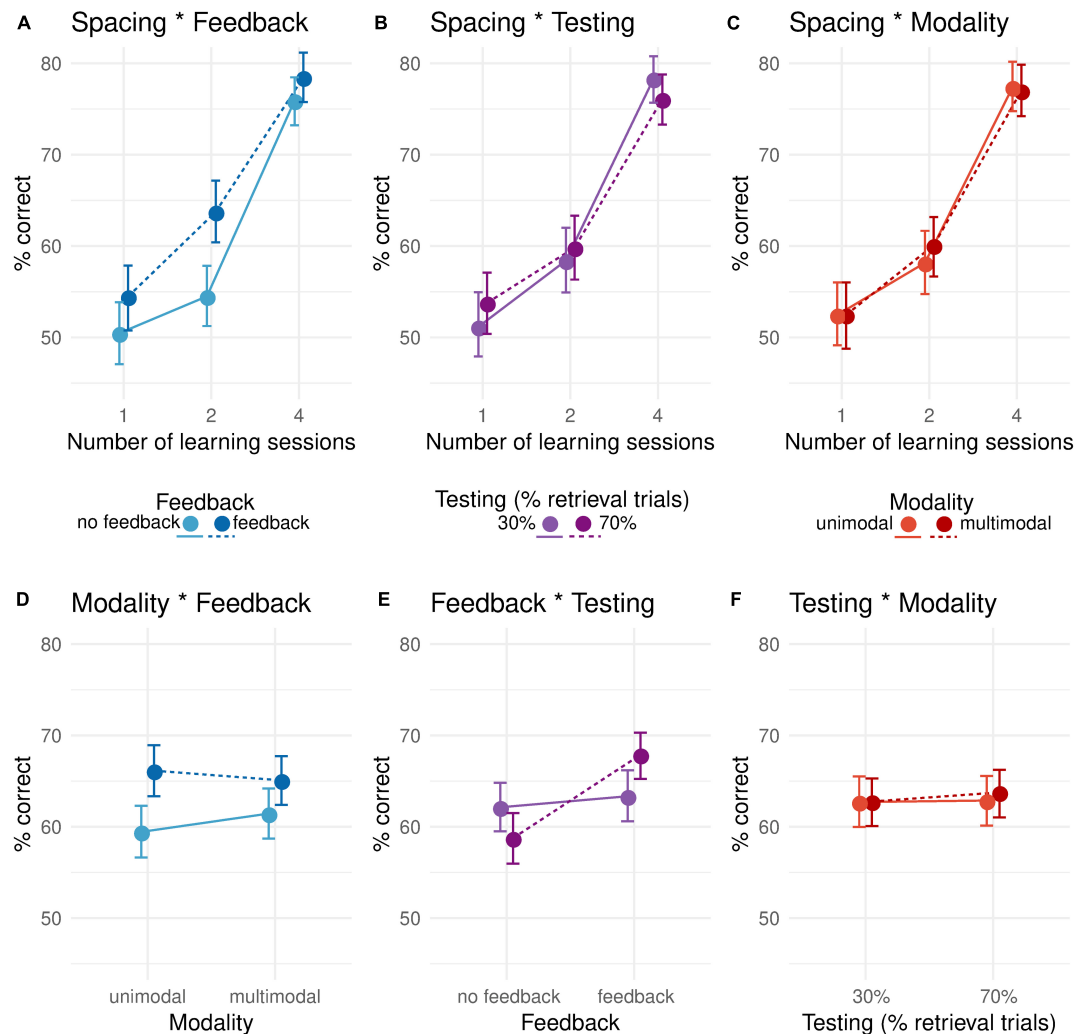 A Spacing * Feedback
80
70
60
50
% correct
1 2 4
Number of learning sessions
Feedback
no feedback feedback
B Spacing * Testing
80
70
60
50
% correct
1 2 4
Number of learning sessions
Testing (% retrieval trials)
30% 70%
C Spacing * Modality
80
70
60
50
% correct
1 2 4
Number of learning sessions
Modality
unimodal multimodal
D Modality * Feedback
80
70
60
50
% correct
unimodal multimodal
Modality
E Feedback * Testing
80
70
60
50
% correct
no feedback feedback
Feedback
F Testing * Modality
80
70
60
50
% correct
30% 70%
Testing (% retrieval trials)